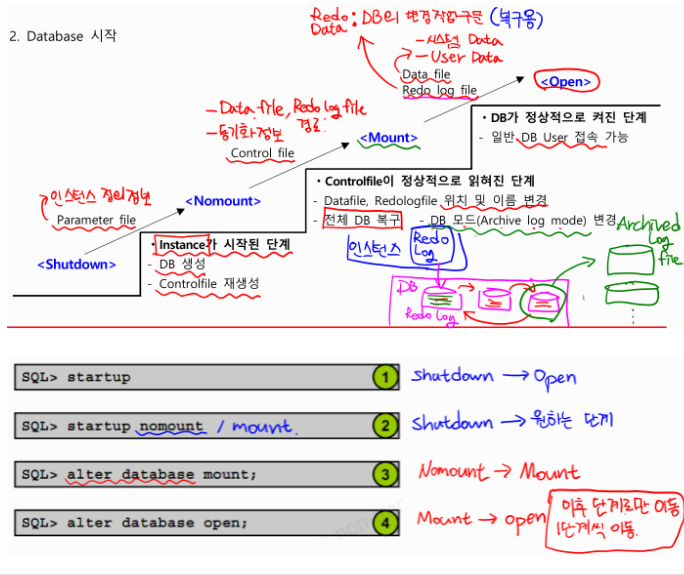 2. Database 시작
Redo Data : DB의 변경작업구문 (복구용)
- 시스템 Data
- User Data
Data file
Redo log file
<Open>
- Data file, Redo log file 경로
- 동기화정보
Control file
<Mount>
· DB가 정상적으로 켜진 단계
- 일반 DB User 접속 가능
인스턴스 정의정보
Parameter file
<Nomount>
· Controlfile이 정상적으로 읽혀진 단계
- Datafile, Redologfile 위치 및 이름 변경
- 전체 DB 복구 - DB 모드(Archive log mode) 변경
<Shutdown>
· Instance가 시작된 단계
- DB 생성
- Controlfile 재생성
인스턴스
Redo Log
DB
Redo Log
Archived Log file
SQL> startup 1 Shutdown → Open
SQL> startup nomount / mount. 2 Shutdown → 원하는 단계
SQL> alter database mount; 3 Nomount → Mount
SQL> alter database open; 4 Mount → open
이후 단계로만 이동
1단계씩 이동.